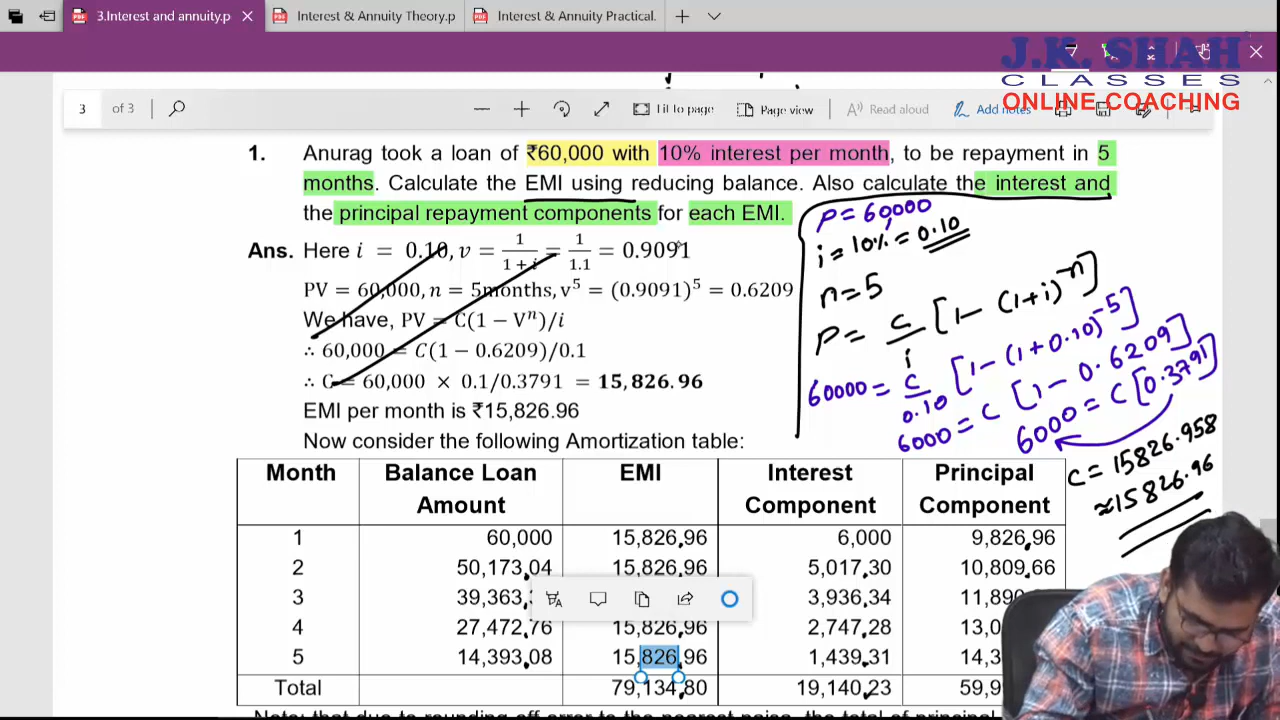 3.Interest and annuity.p
Interest & Annuity Theory.p
Interest & Annuity Practical.
J.K. SHAH
CLASSES
ONLINE COACHING
3 of 3
Fit to page
Page view
Read aloud
Add notes
1. Anurag took a loan of ₹60,000 with 10% interest per month, to be repayment in 5
months. Calculate the EMI using reducing balance. Also calculate the interest and
the principal repayment components for each EMI.
Ans. Here i = 0.10, v = 1/(1 + i) = 1/1.1 = 0.9091
PV = 60,000, n = 5months, v⁵ = (0.9091)⁵ = 0.6209
We have, PV = C(1 − Vⁿ)/i
∴ 60,000 = C(1 − 0.6209)/0.1
∴ C = 60,000 × 0.1/0.3791 = 15,826.96
EMI per month is ₹15,826.96
Now consider the following Amortization table:
P = 60000
i = 10% = 0.10
n = 5
P = C/i [1 - (1+i)⁻ⁿ]
60000 = C/0.10 [1 - (1+0.10)⁻⁵]
6000 = C [1 - 0.6209]
6000 = C [0.3791]
C = 15826.958
≈ 15826.96
Month Balance Loan Amount EMI Interest Component Principal Component
1 60,000 15,826.96 6,000 9,826.96
2 50,173.04 15,826.96 5,017.30 10,809.66
3 39,363. 3,936.34 11,890
4 27,472.76 15,826.96 2,747.28 13,0
5 14,393.08 15,826.96 1,439.31 14,3
Total 79,134.80 19,140.23 59,9